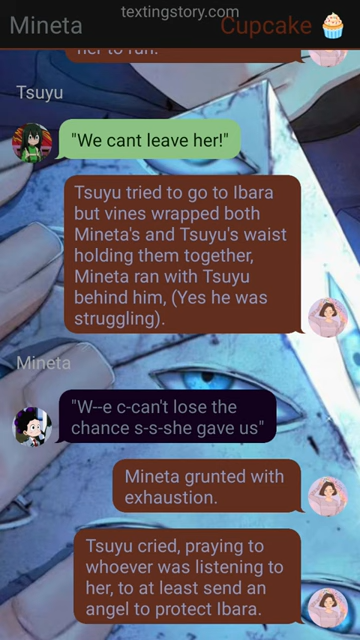 textingstory.com
Mineta
Cupcake 🧁
her to run.
Tsuyu
"We cant leave her!"
Tsuyu tried to go to Ibara
but vines wrapped both
Mineta's and Tsuyu's waist
holding them together,
Mineta ran with Tsuyu
behind him, (Yes he was
struggling).
Mineta
"W--e c-can't lose the
chance s-s-she gave us"
Mineta grunted with
exhaustion.
Tsuyu cried, praying to
whoever was listening to
her, to at least send an
angel to protect Ibara.